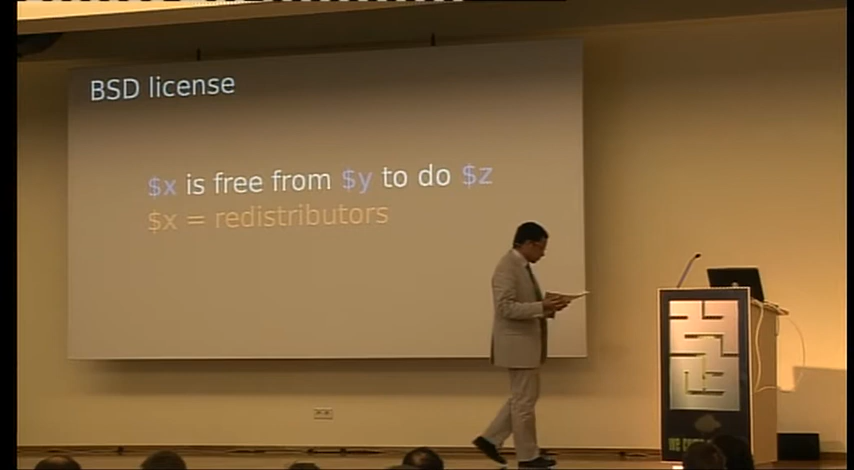 BSD license
$x is free from $y to do $z
$x = redistributors